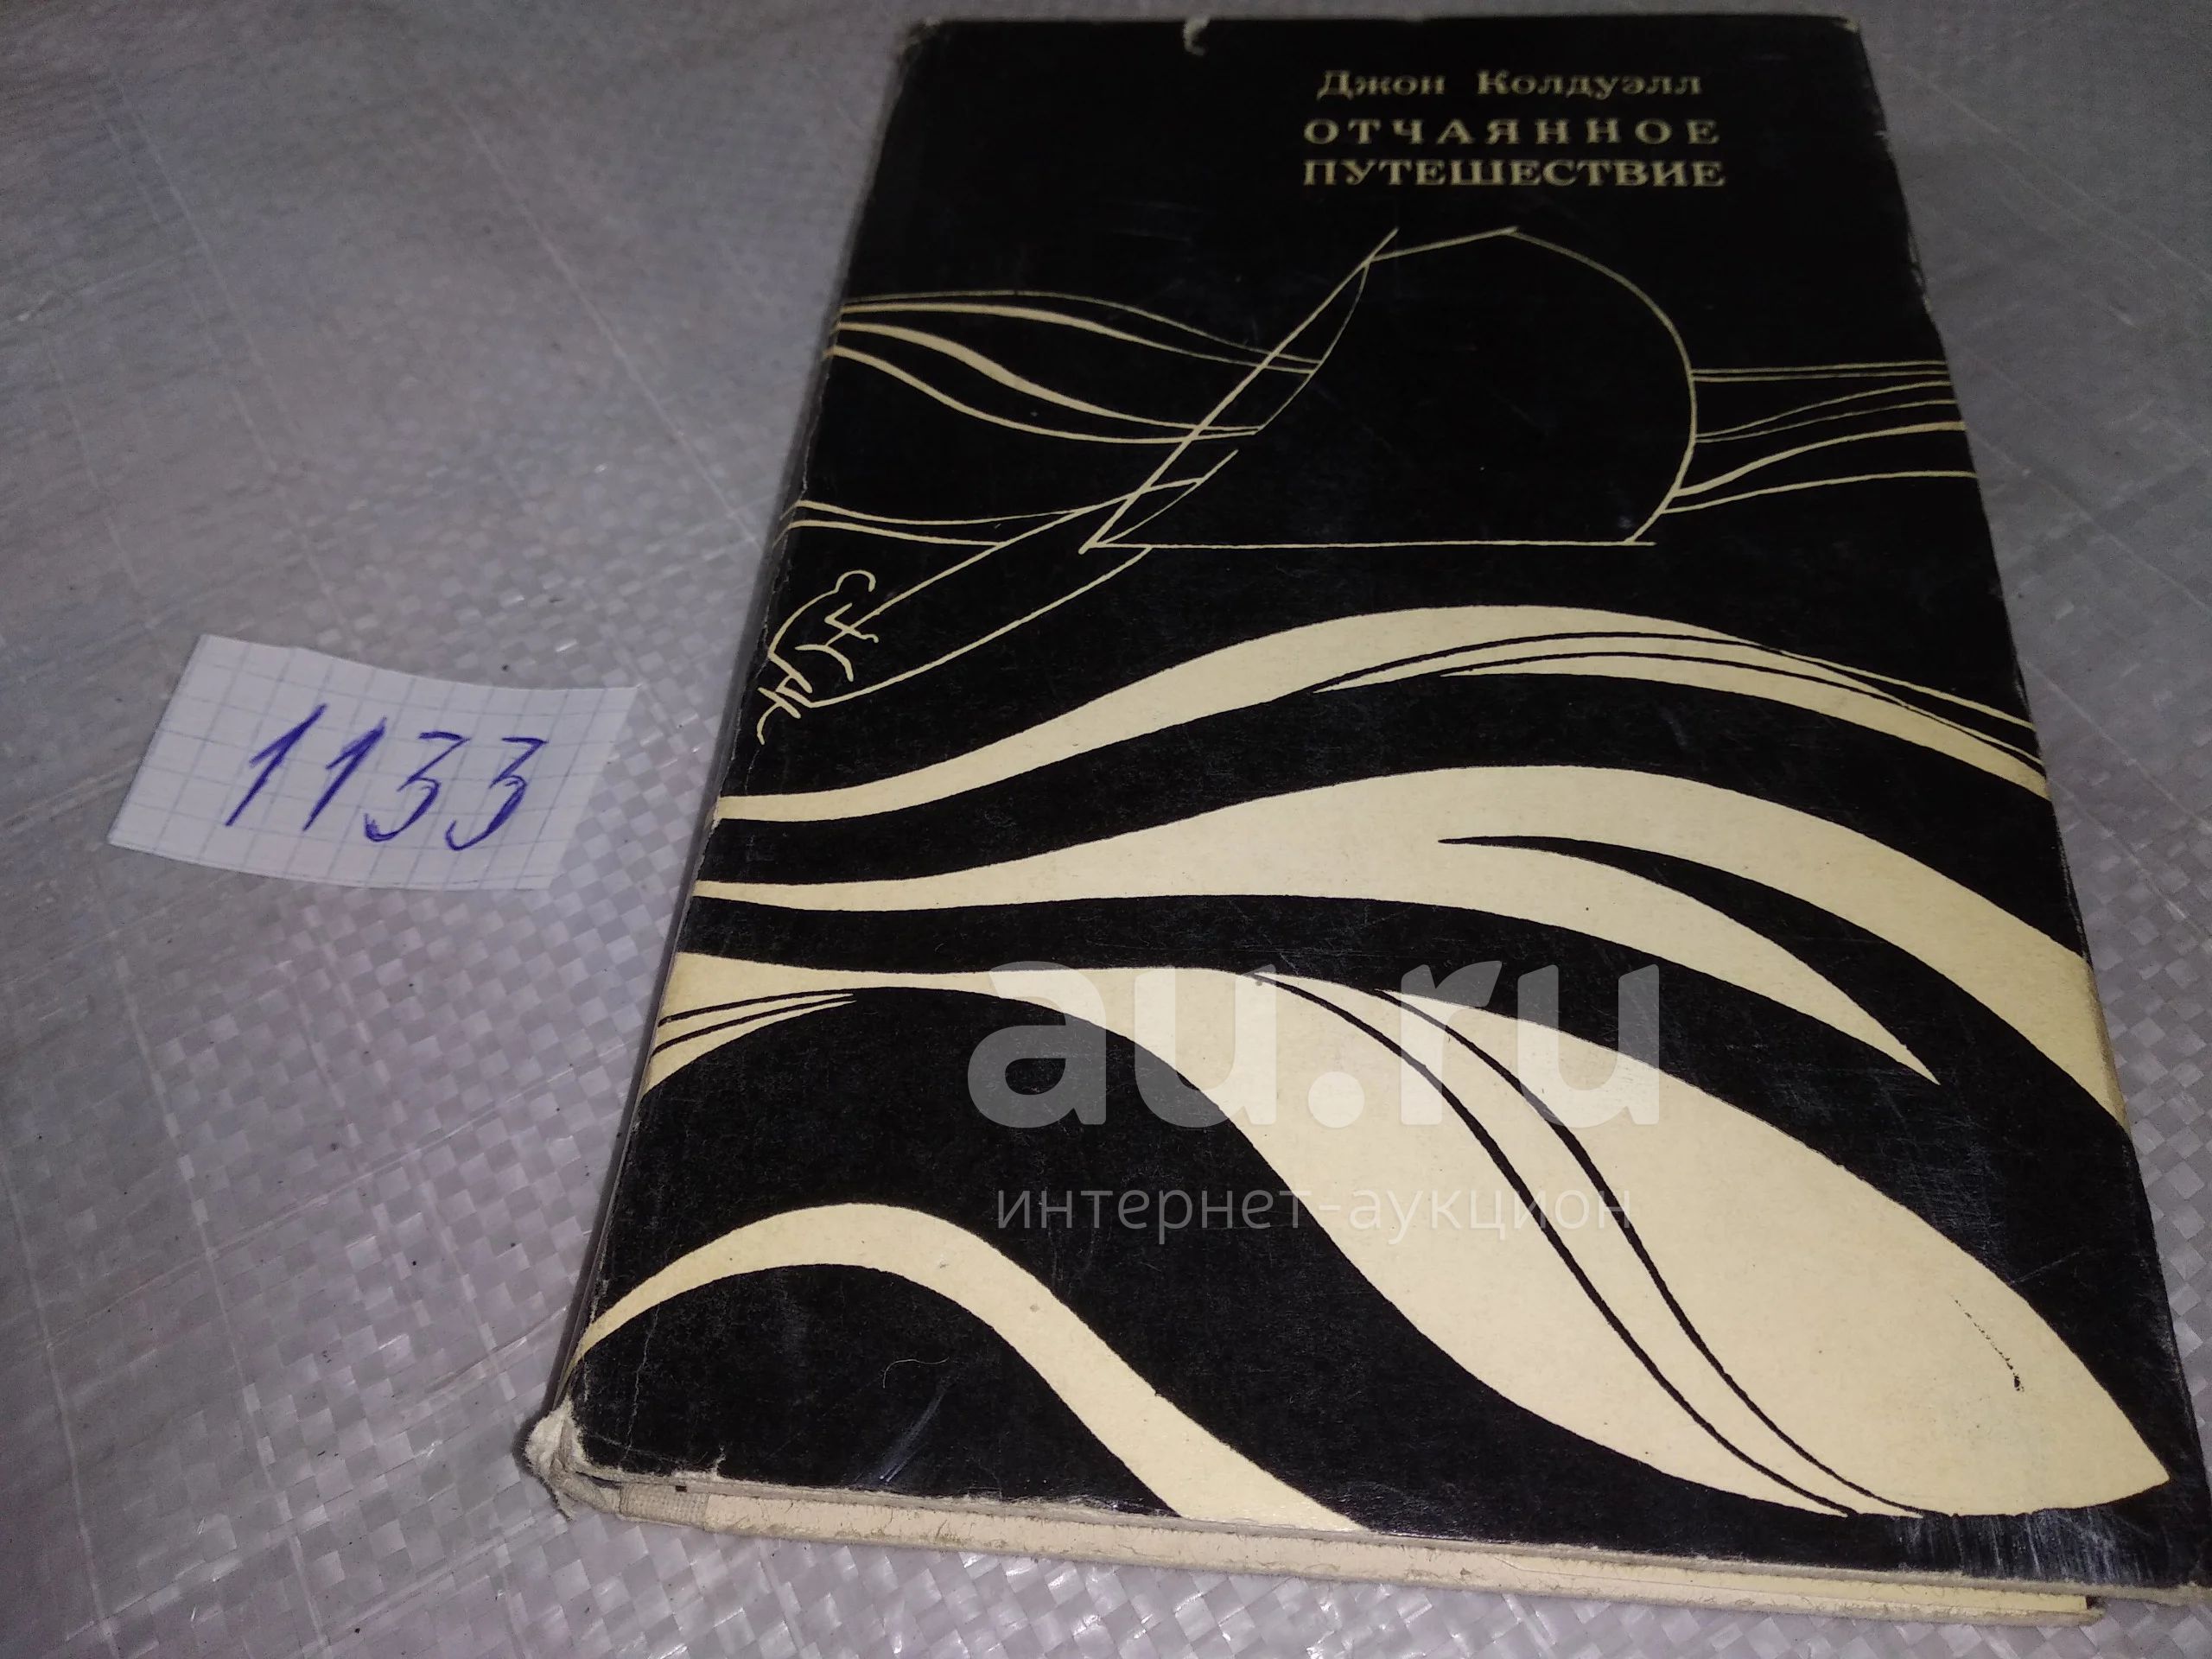 Джон Колдуэлл
ОТЧАЯННОЕ
ПУТЕШЕСТВИЕ
1133
au.ru
интернет-аукцион